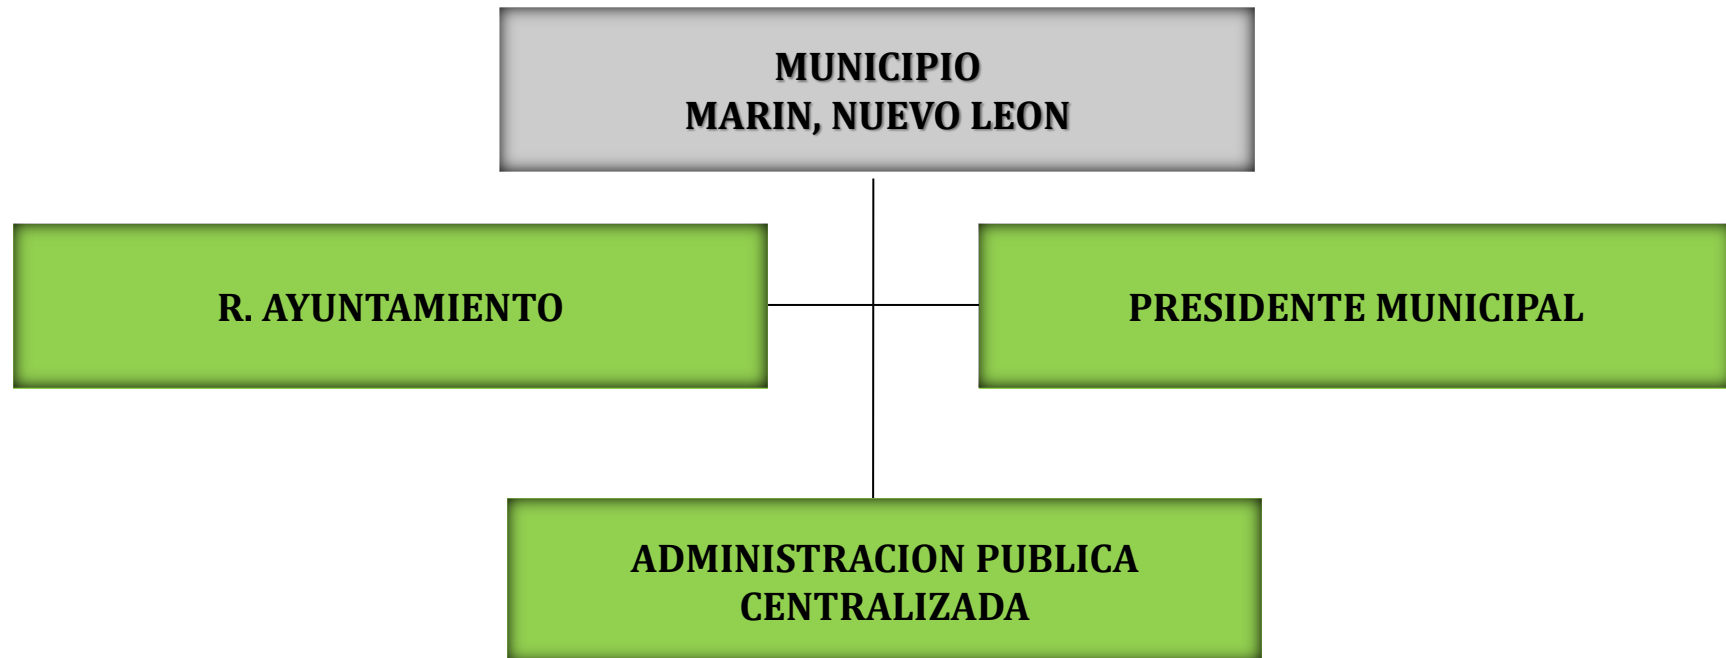 MUNICIPIO
MARIN, NUEVO LEON
R. AYUNTAMIENTO
PRESIDENTE MUNICIPAL
ADMINISTRACION PUBLICA
CENTRALIZADA